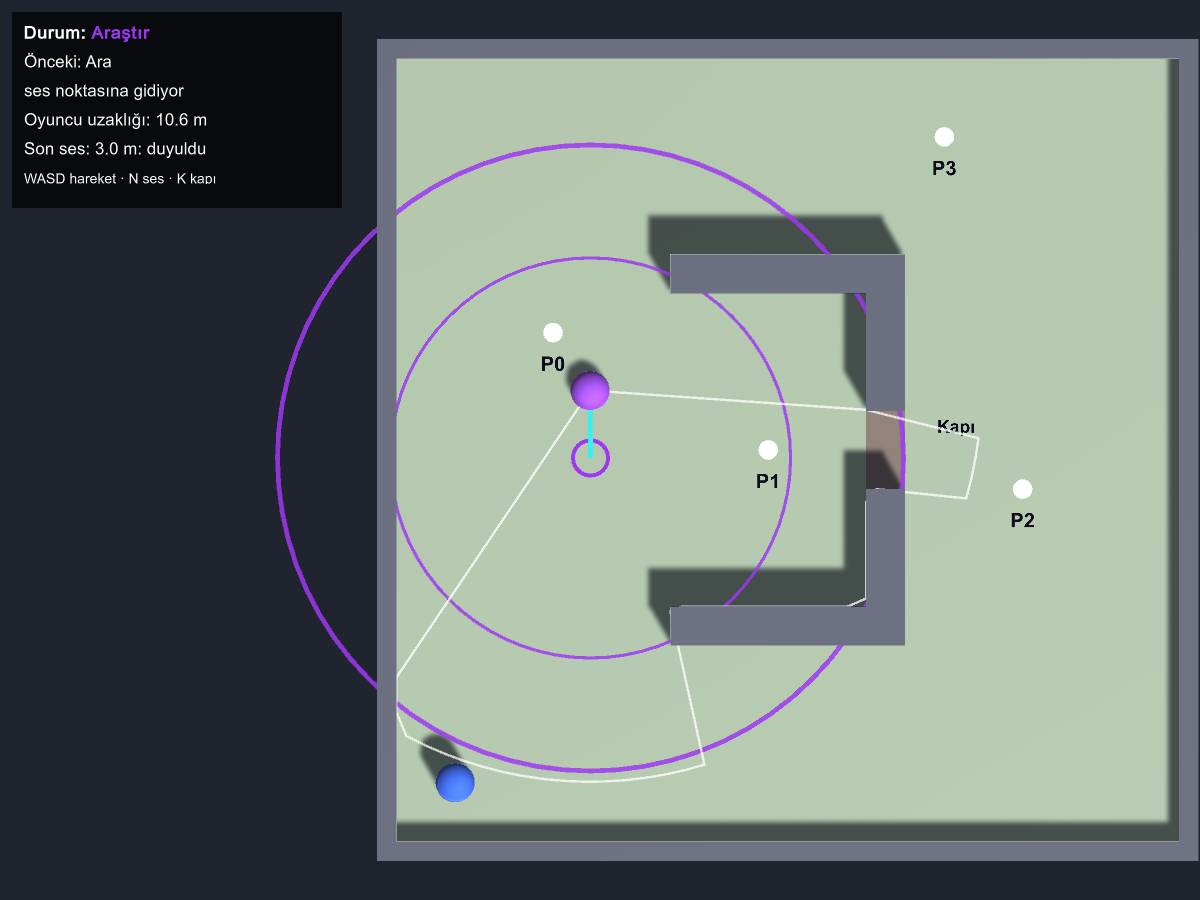 Durum: Araştır
Önceki: Ara
ses noktasına gidiyor
Oyuncu uzaklığı: 10.6 m
Son ses: 3.0 m: duyuldu
WASD hareket · N ses · K kapı
P3
P0
Kapı
P1
P2